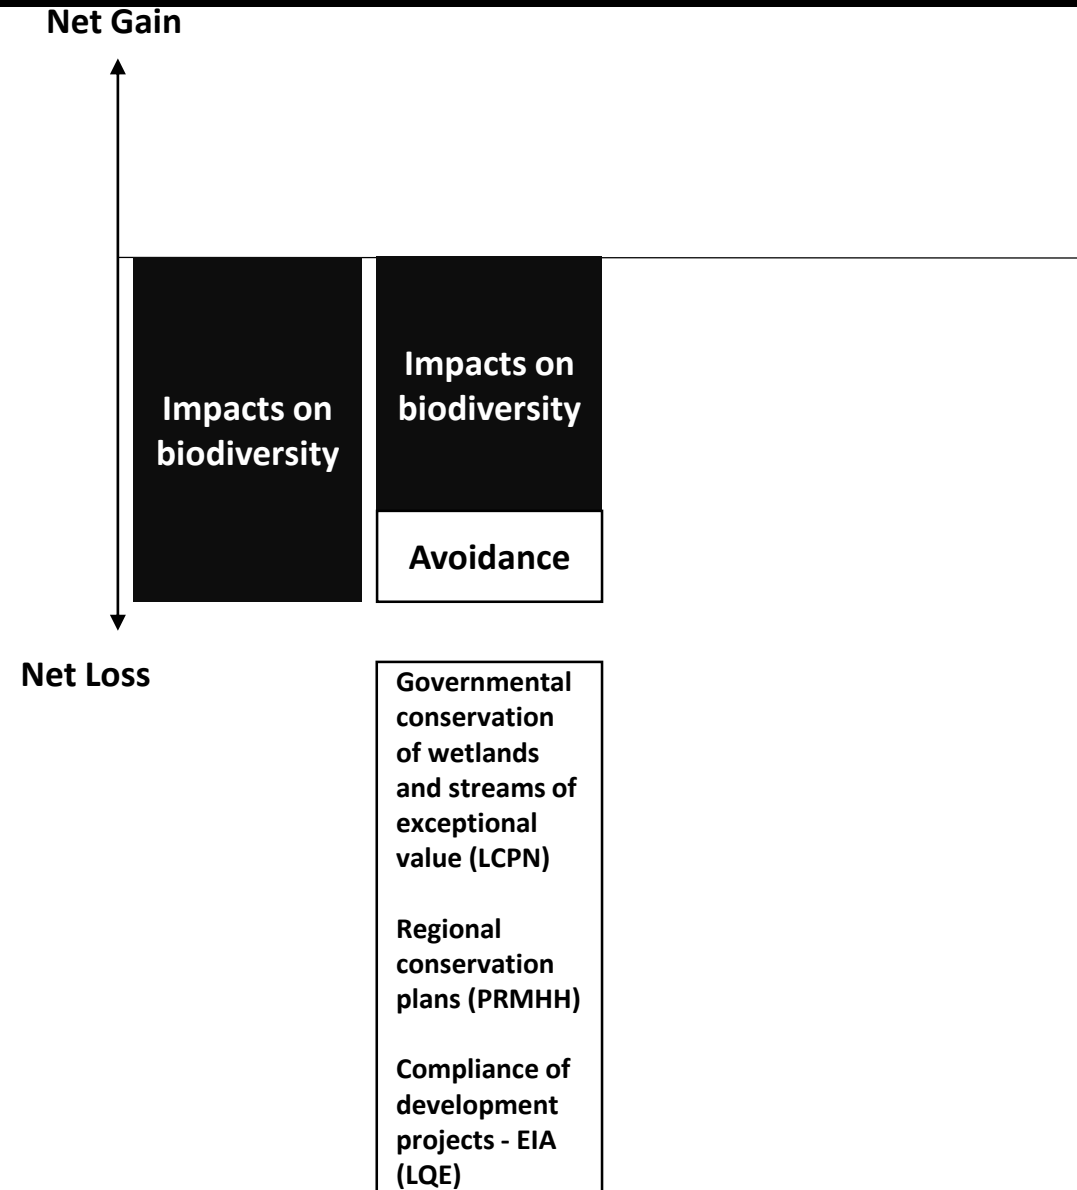 Net Gain
Impacts on
biodiversity
Impacts on
biodiversity
Avoidance
Net Loss
Governmental
conservation
of wetlands
and streams of
exceptional
value (LCPN)
Regional
conservation
plans (PRMHH)
Compliance of
development
projects - EIA
(LQE)